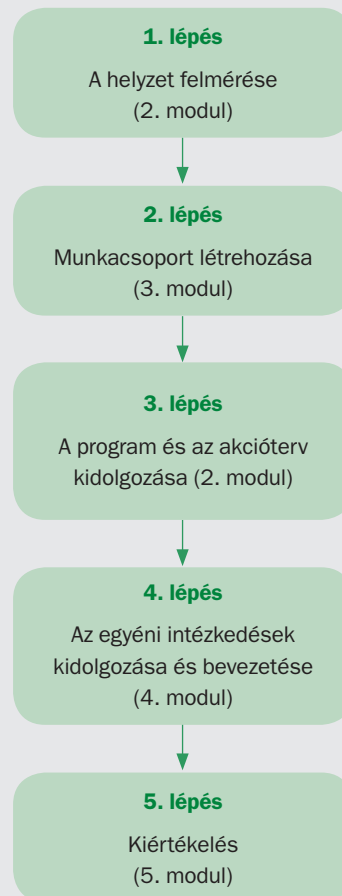 1. lépés
A helyzet felmérése
(2. modul)
2. lépés
Munkacsoport létrehozása
(3. modul)
3. lépés
A program és az akcióterv
kidolgozása (2. modul)
4. lépés
Az egyéni intézkedések
kidolgozása és bevezetése
(4. modul)
5. lépés
Kiértékelés
(5. modul)